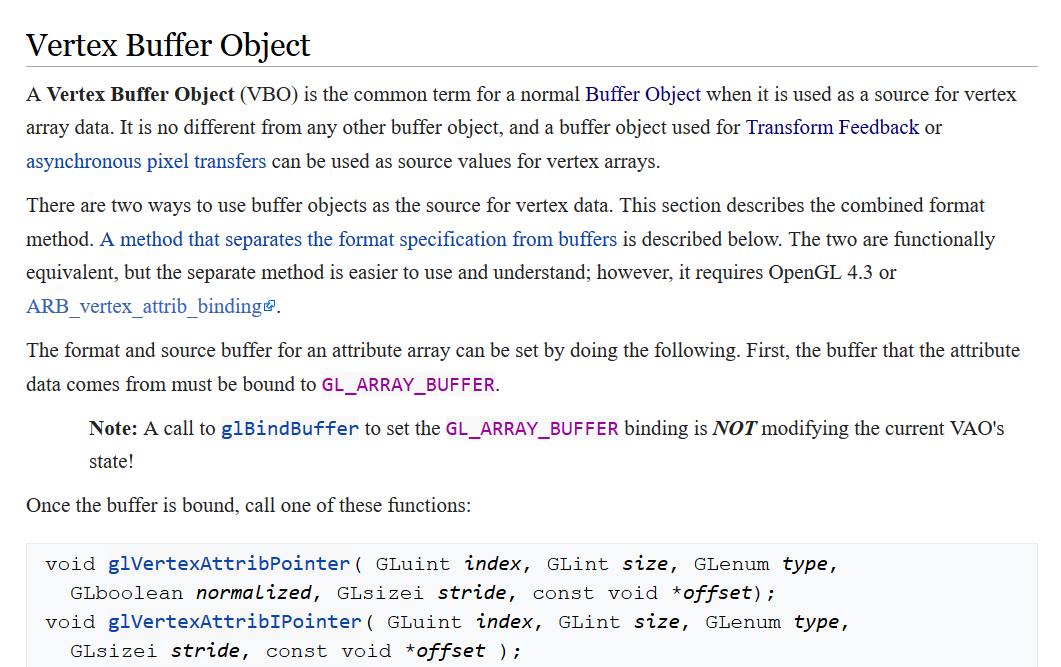 Vertex Buffer Object
A Vertex Buffer Object (VBO) is the common term for a normal Buffer Object when it is used as a source for vertex
array data. It is no different from any other buffer object, and a buffer object used for Transform Feedback or
asynchronous pixel transfers can be used as source values for vertex arrays.
There are two ways to use buffer objects as the source for vertex data. This section describes the combined format
method. A method that separates the format specification from buffers is described below. The two are functionally
equivalent, but the separate method is easier to use and understand; however, it requires OpenGL 4.3 or
ARB_vertex_attrib_binding.
The format and source buffer for an attribute array can be set by doing the following. First, the buffer that the attribute
data comes from must be bound to GL_ARRAY_BUFFER.
Note: A call to glBindBuffer to set the GL_ARRAY_BUFFER binding is NOT modifying the current VAO's
state!
Once the buffer is bound, call one of these functions:
void glVertexAttribPointer( GLuint index, GLint size, GLenum type,
GLboolean normalized, GLsizei stride, const void *offset);
void glVertexAttribIPointer( GLuint index, GLint size, GLenum type,
GLsizei stride, const void *offset );